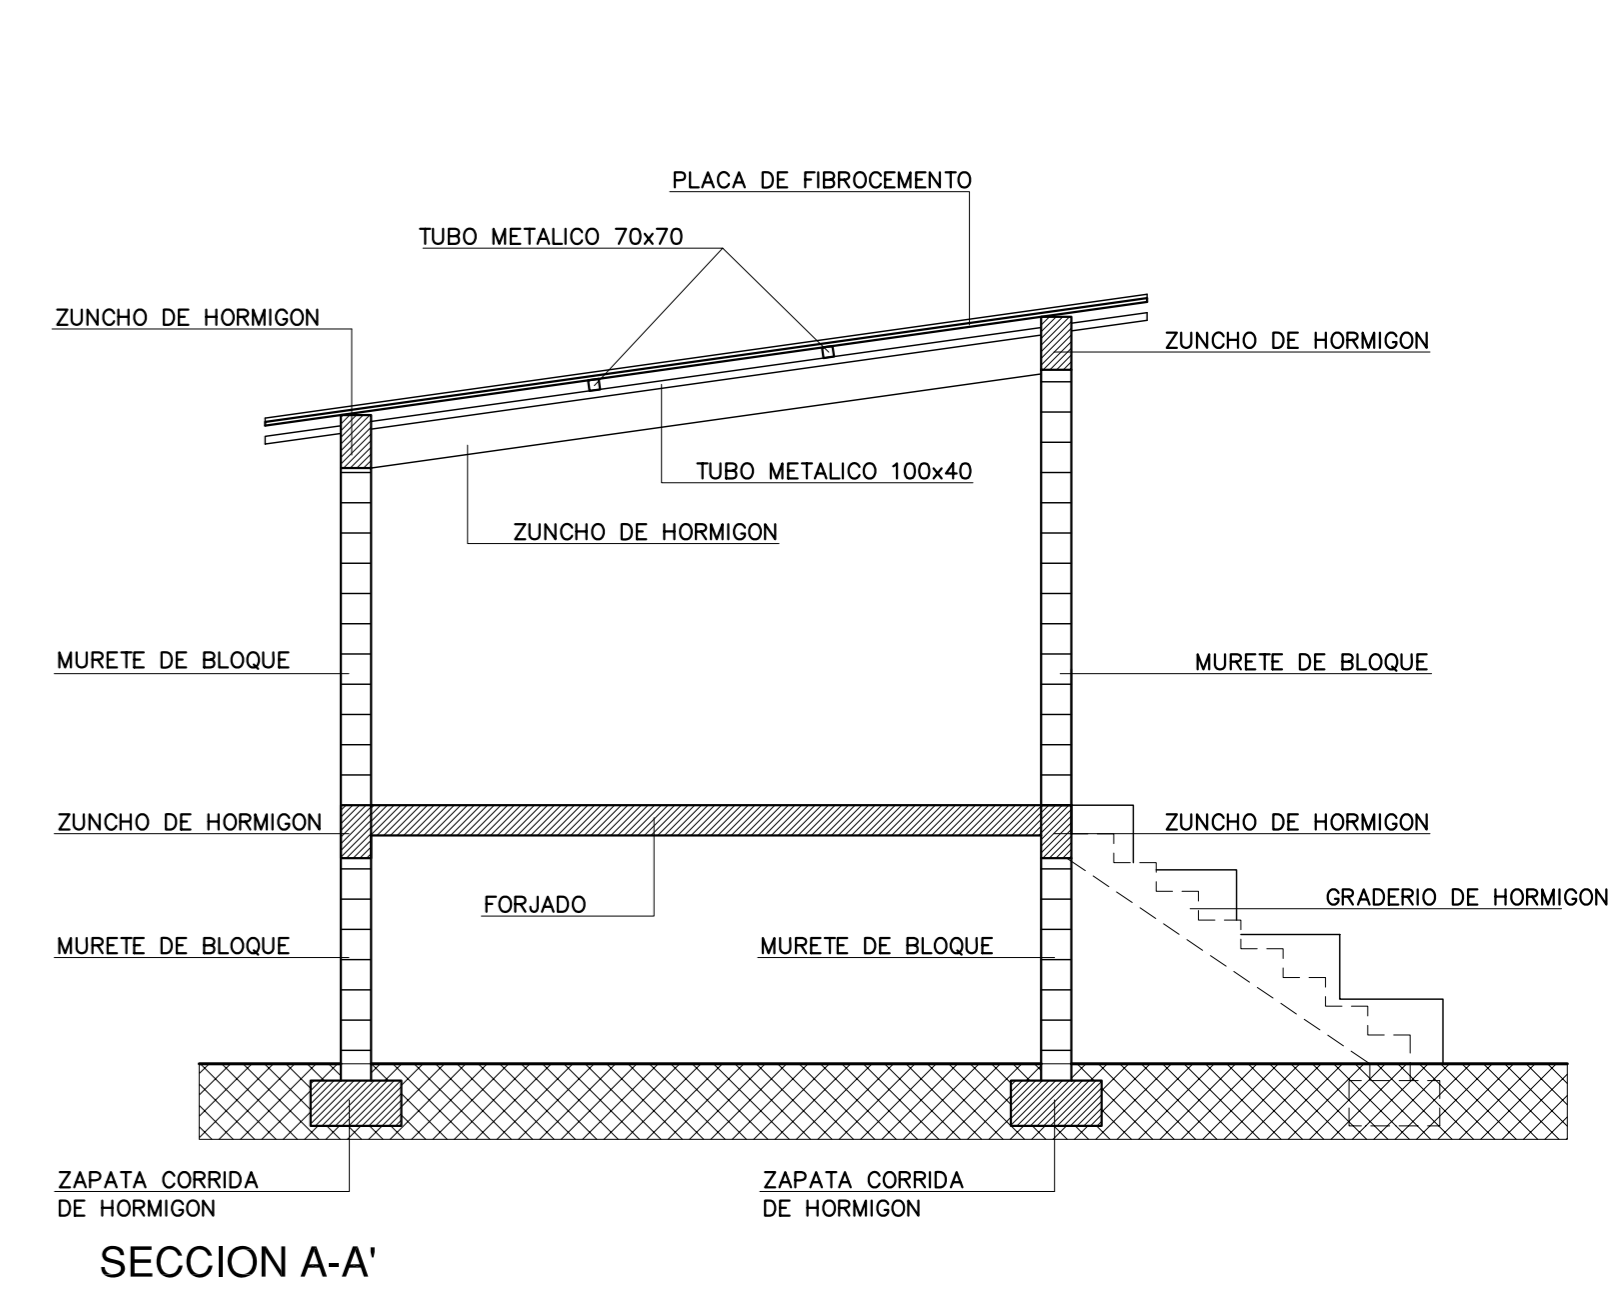 PLACA DE FIBROCEMENTO
TUBO METALICO 70x70
ZUNCHO DE HORMIGON
ZUNCHO DE HORMIGON
TUBO METALICO 100x40
ZUNCHO DE HORMIGON
MURETE DE BLOQUE
MURETE DE BLOQUE
ZUNCHO DE HORMIGON
ZUNCHO DE HORMIGON
FORJADO
GRADERIO DE HORMIGON
MURETE DE BLOQUE
MURETE DE BLOQUE
ZAPATA CORRIDA
DE HORMIGON
ZAPATA CORRIDA
DE HORMIGON
SECCION A-A'